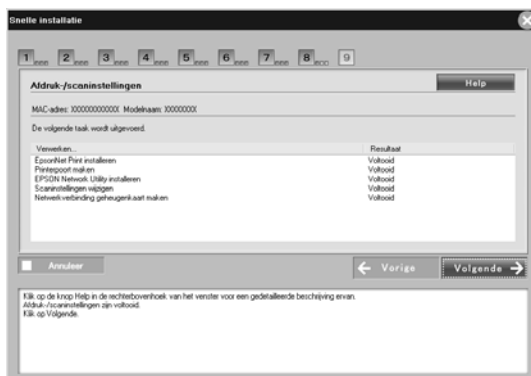 Snelle installatie
1 2 3 4 5 6 7 8 9
Afdruk-/scaninstellingen Help
MAC-adres: XXXXXXXXXXXX Modelnaam: XXXXXXXX
De volgende taak wordt uitgevoerd.
Verwerken... Resultaat
EpsonNet Print installeren Voltooid
Printerpoort maken Voltooid
EPSON Network Utility installeren Voltooid
Scaninstellingen wijzigen Voltooid
Netwerkverbinding geheugenkaart maken Voltooid
Annuleer Vorige Volgende
Klik op de knop Help in de rechterbovenhoek van het venster voor een gedetailleerde beschrijving ervan.
Afdruk-/scaninstellingen zijn voltooid.
Klik op Volgende.